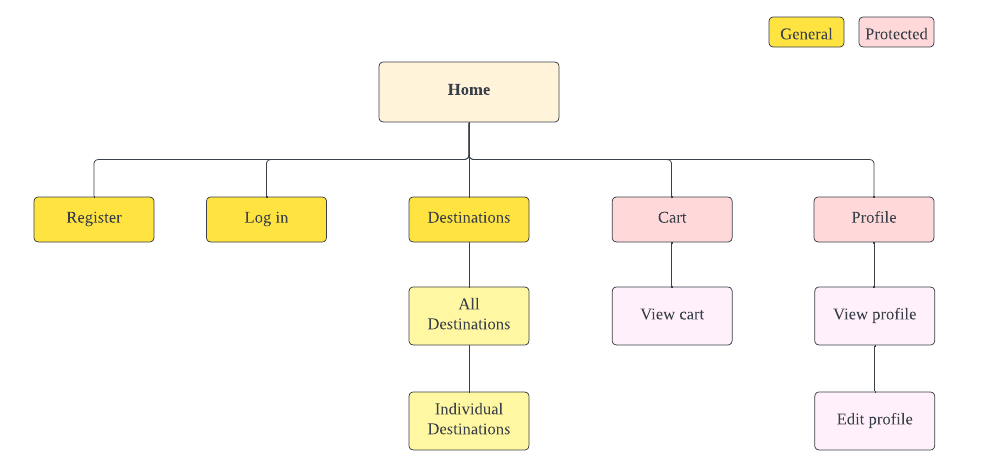 General
Protected
Home
Register
Log in
Destinations
Cart
Profile
All
Destinations
View cart
View profile
Individual
Destinations
Edit profile